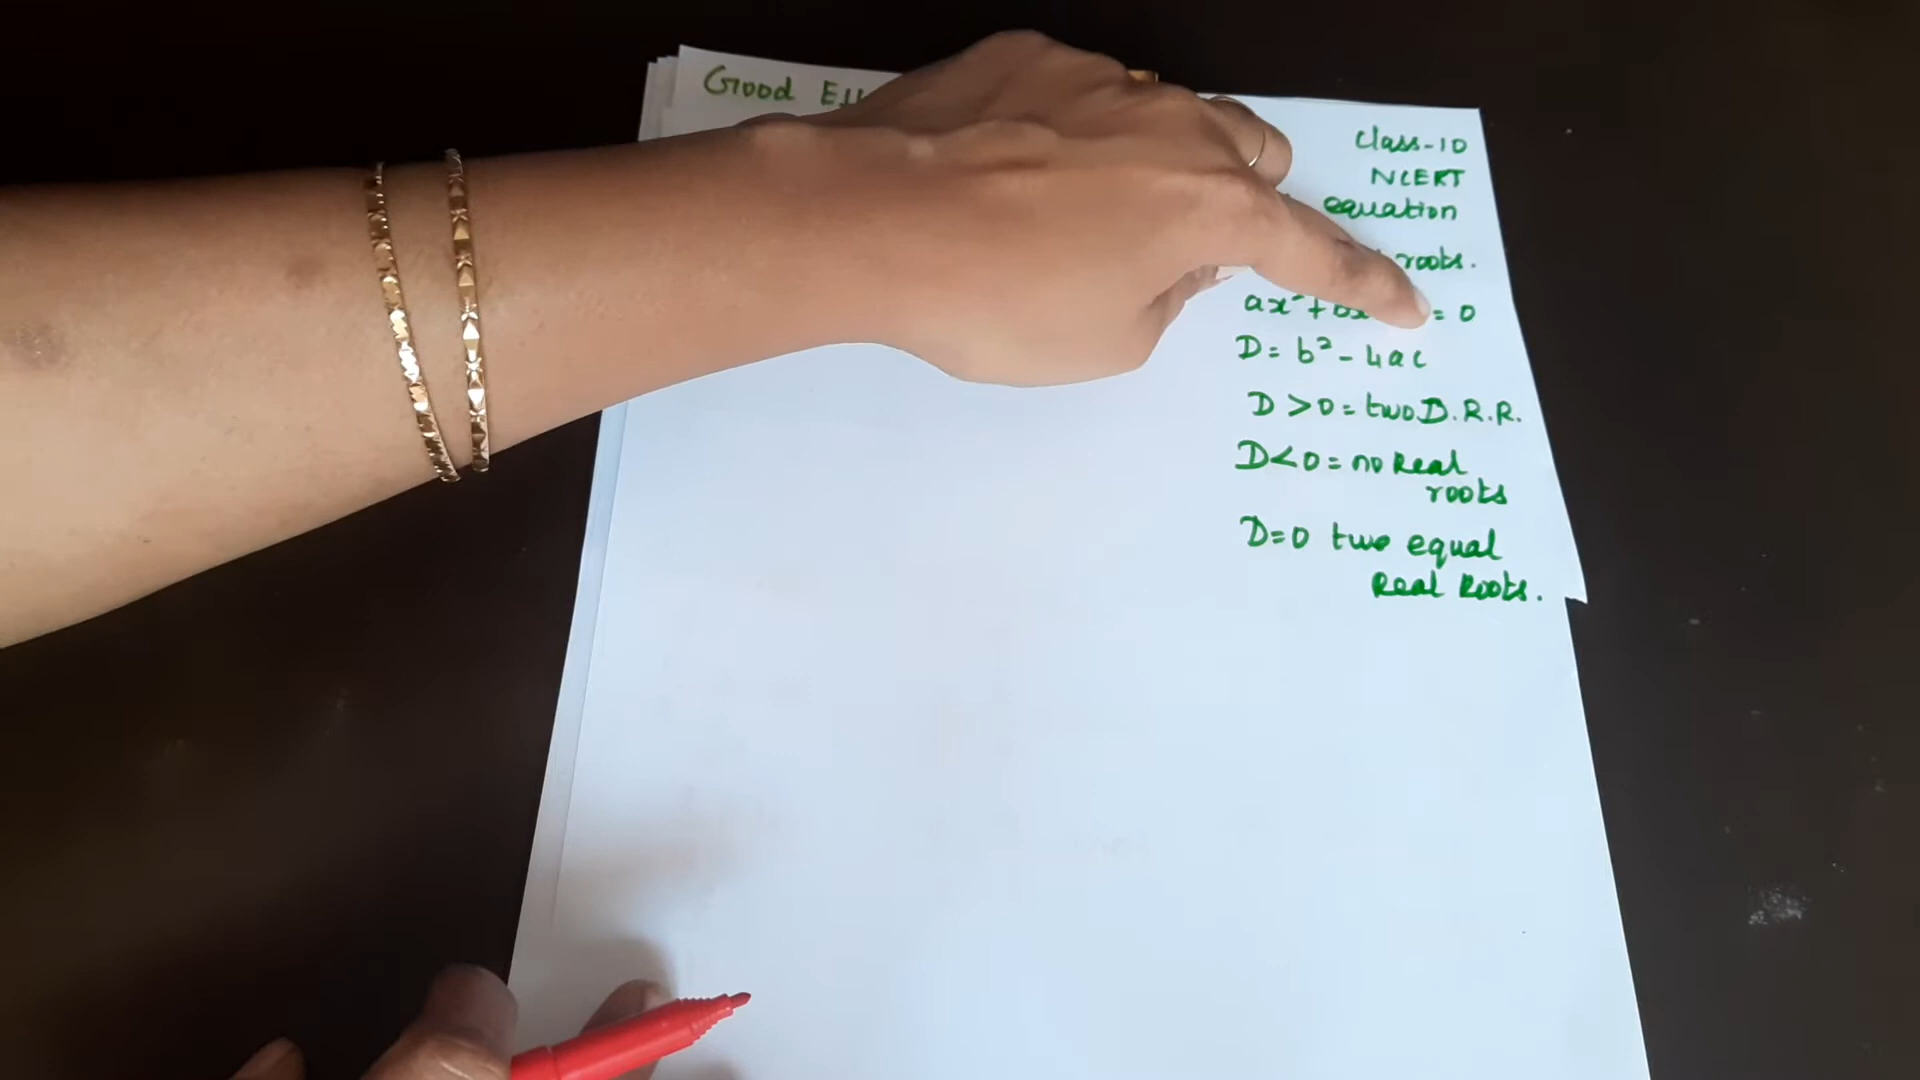 Good
class-10
NCERT
equation
roots.
= 0
D = b² - 4ac
D > 0 = two D.R.R.
D < 0 = no Real
roots
D = 0 two equal
Real Roots.